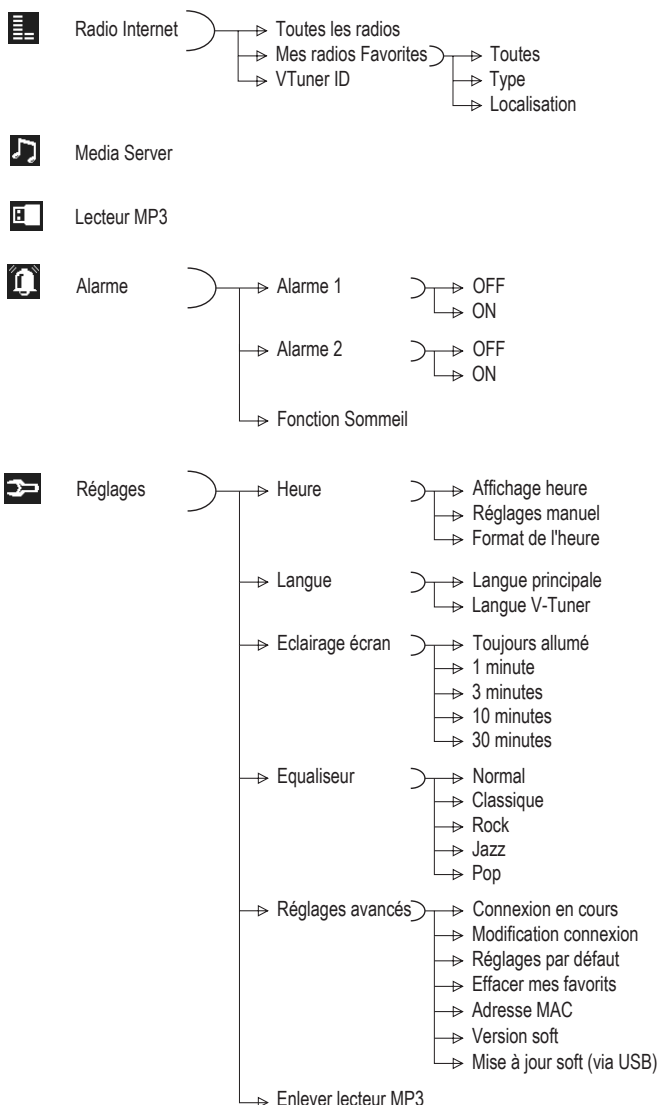 Radio Internet
Toutes les radios
Mes radios Favorites
VTuner ID
Toutes
Type
Localisation
Media Server
Lecteur MP3
Alarme
Alarme 1
OFF
ON
Alarme 2
OFF
ON
Fonction Sommeil
Réglages
Heure
Affichage heure
Réglages manuel
Format de l'heure
Langue
Langue principale
Langue V-Tuner
Eclairage écran
Toujours allumé
1 minute
3 minutes
10 minutes
30 minutes
Equaliseur
Normal
Classique
Rock
Jazz
Pop
Réglages avancés
Connexion en cours
Modification connexion
Réglages par défaut
Effacer mes favorits
Adresse MAC
Version soft
Mise à jour soft (via USB)
Enlever lecteur MP3